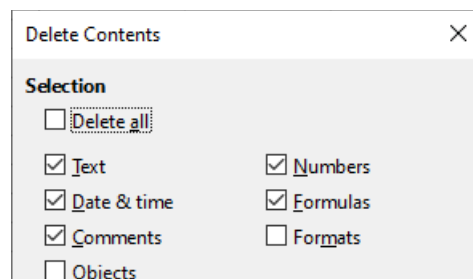 Delete Contents
Selection
Delete all
Text Numbers
Date & time Formulas
Comments Formats
Objects